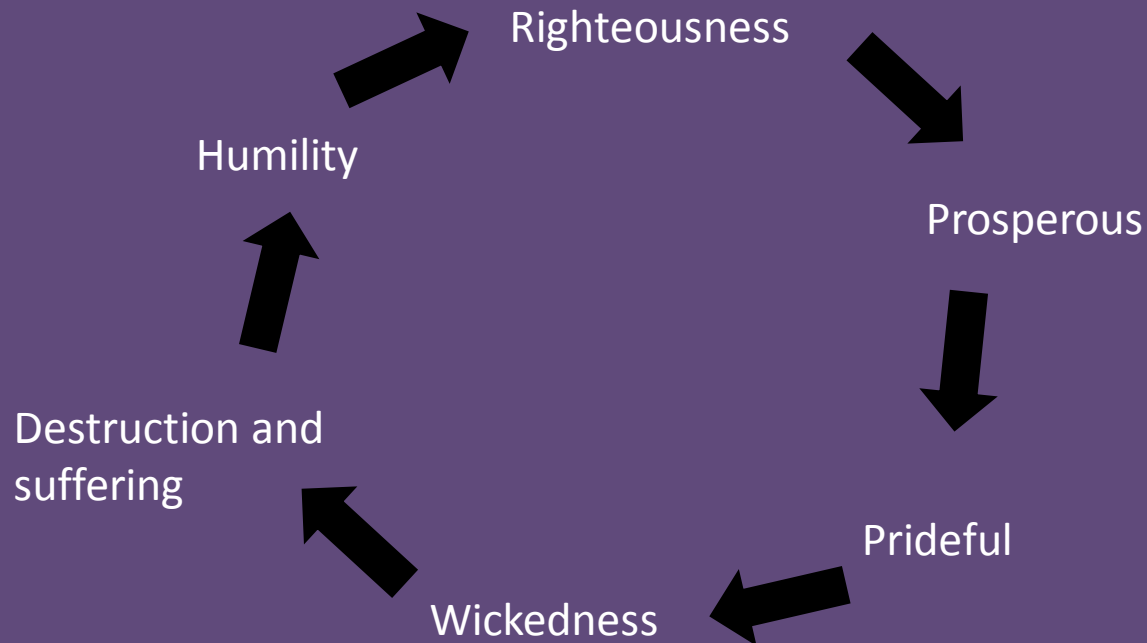 Righteousness
Prosperous
Prideful
Wickedness
Destruction and
suffering
Humility